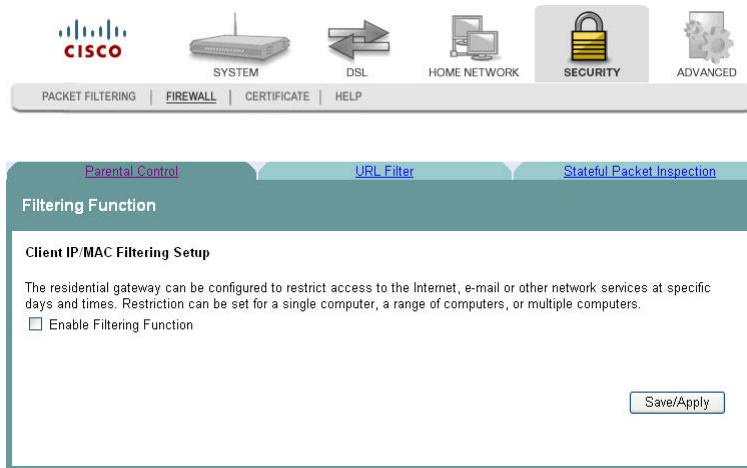 CISCO
SYSTEM
DSL
HOME NETWORK
SECURITY
ADVANCED
PACKET FILTERING | FIREWALL | CERTIFICATE | HELP
Parental Control
URL Filter
Stateful Packet Inspection
Filtering Function
Client IP/MAC Filtering Setup
The residential gateway can be configured to restrict access to the Internet, e-mail or other network services at specific
days and times. Restriction can be set for a single computer, a range of computers, or multiple computers.
Enable Filtering Function
Save/Apply